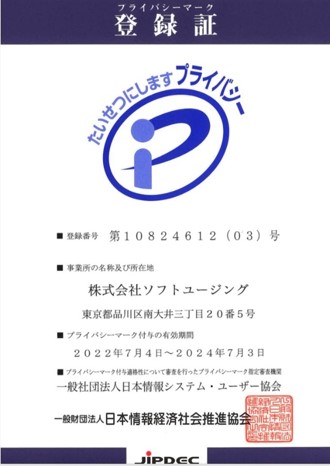 プライバシーマーク
登録証
たいせつにします プライバシー
■ 登録番号 第10824612(03)号
■ 事業所の名称及び所在地
株式会社ソフトユージング
東京都品川区南大井三丁目20番5号
■ プライバシーマーク付与の有効期間
2022年7月4日～2024年7月3日
■ プライバシーマーク付与適格性について審査を行ったプライバシーマーク指定審査機関
一般社団法人日本情報システム・ユーザー協会
一般財団法人日本情報経済社会推進協会
JIPDEC